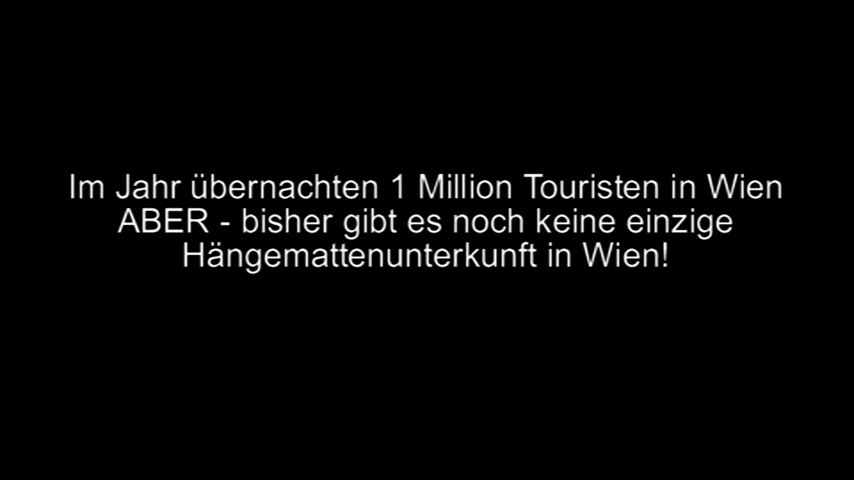 Im Jahr übernachten 1 Million Touristen in Wien
ABER - bisher gibt es noch keine einzige
Hängemattenunterkunft in Wien!